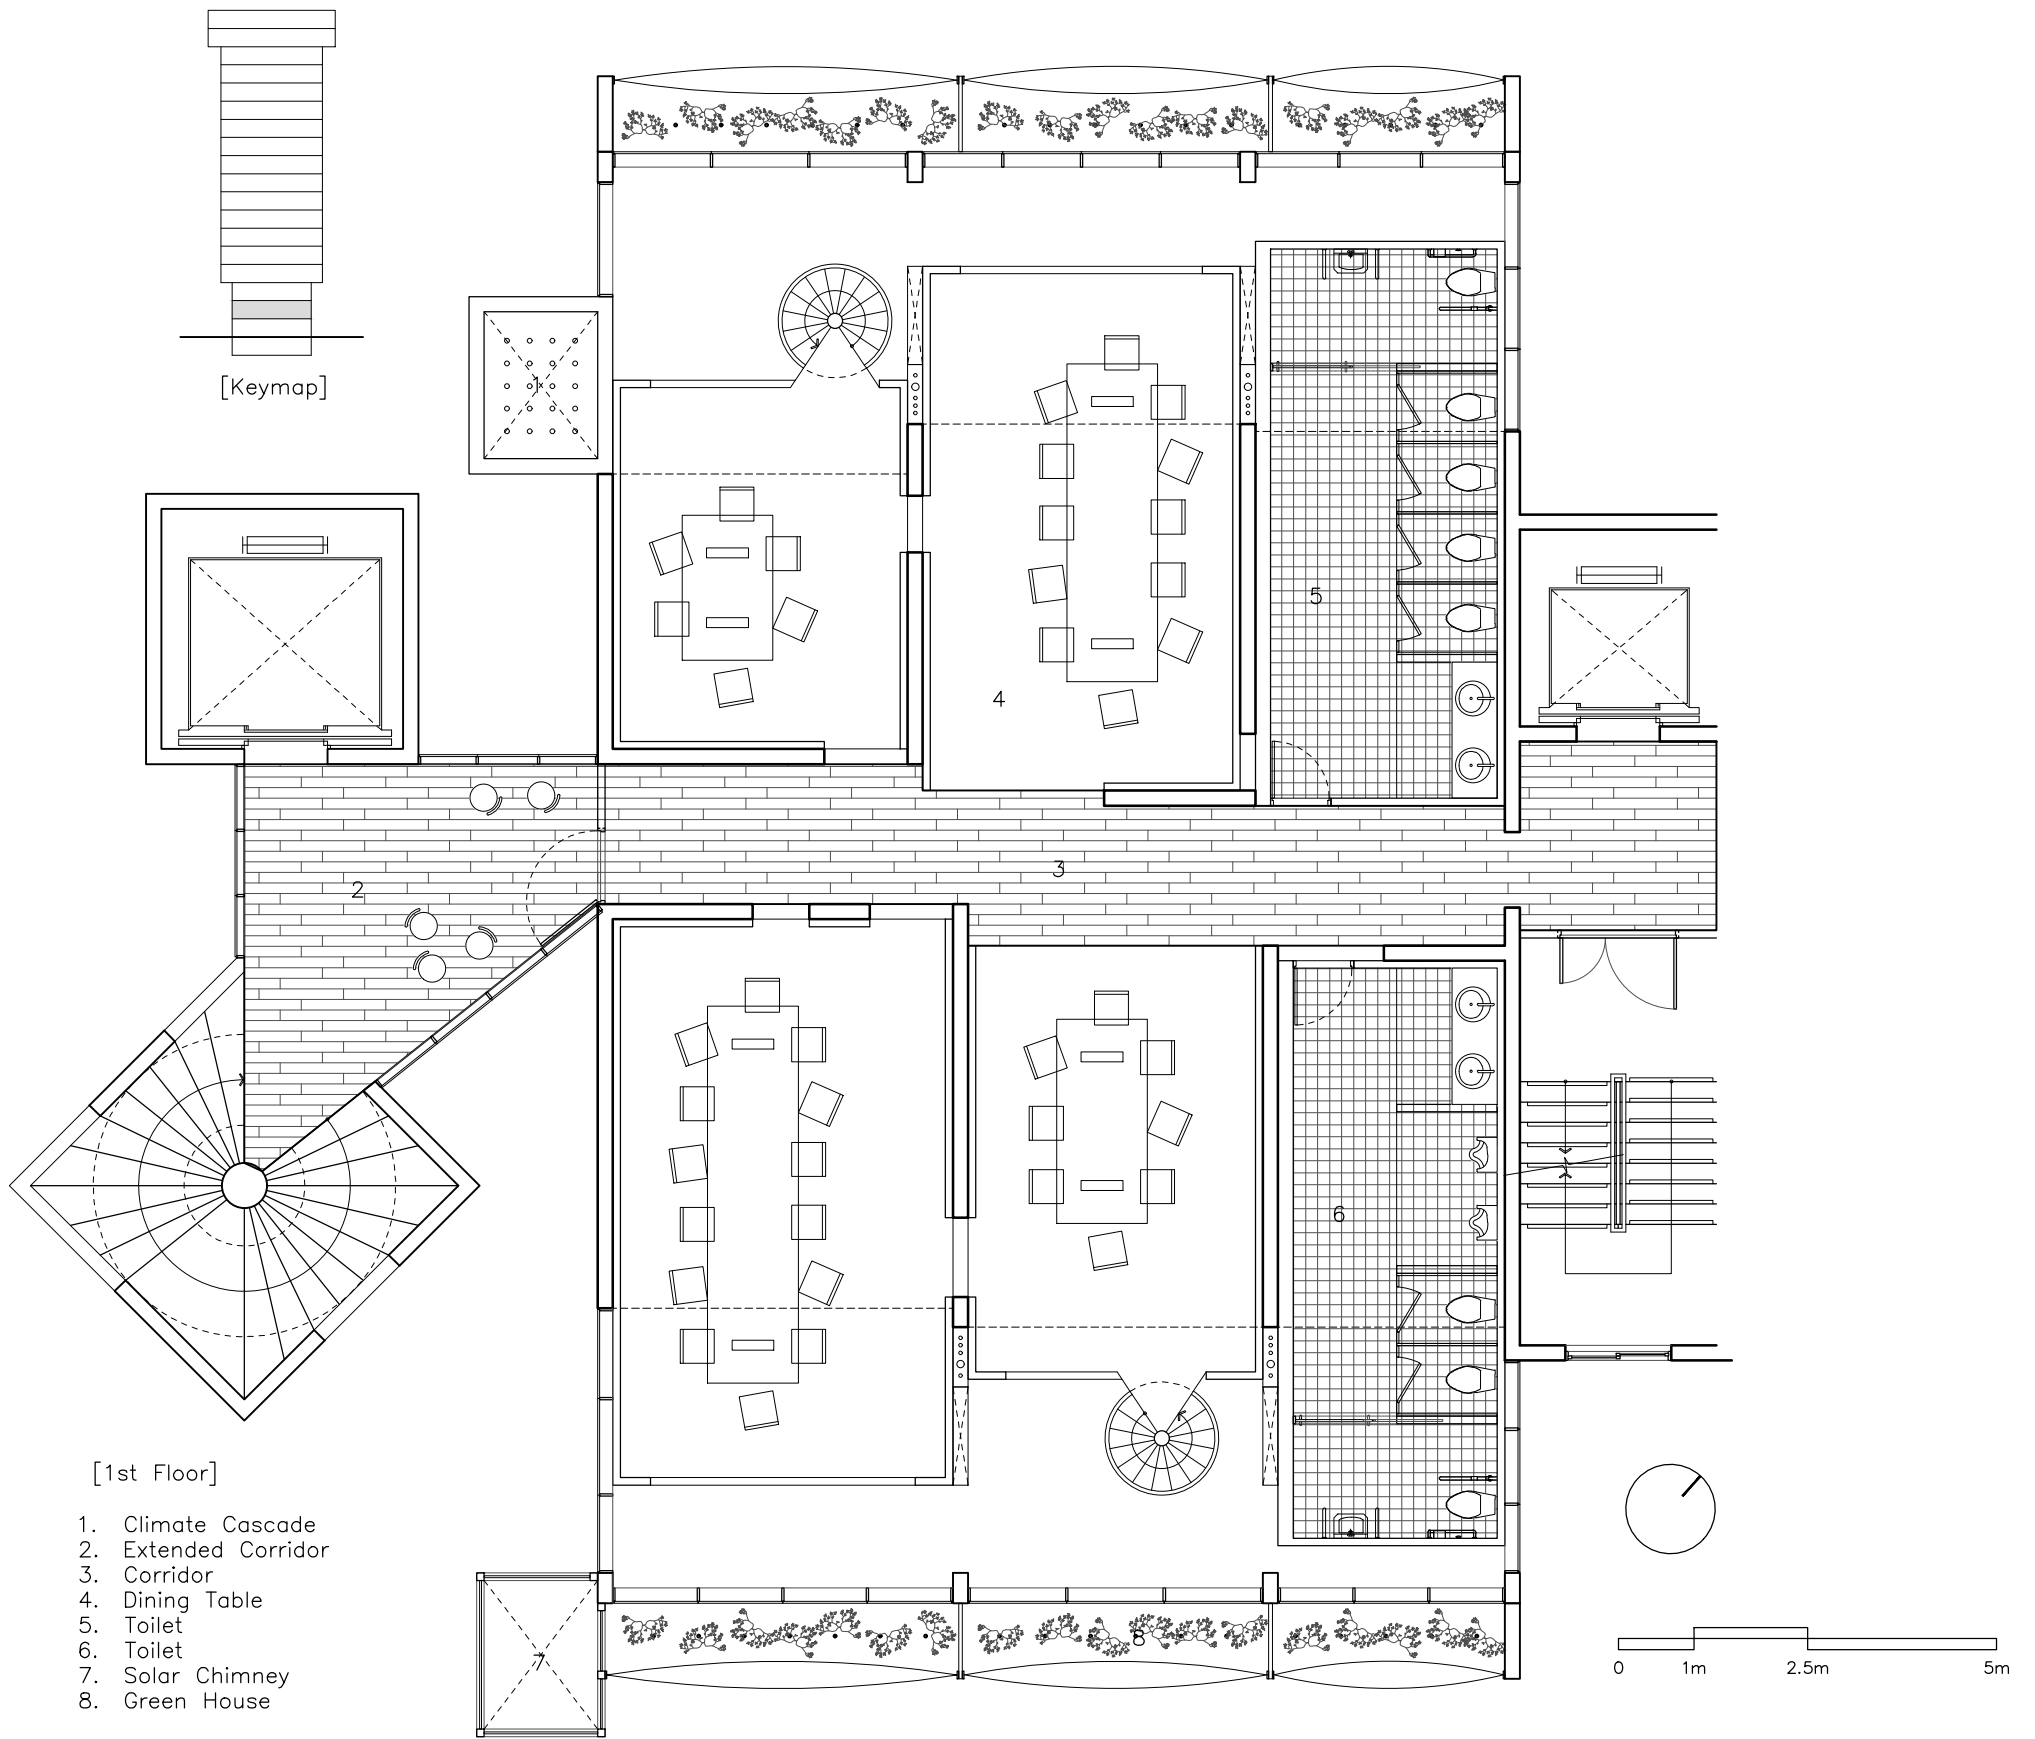 [Keymap]
1
5
4
3
2
6
[1st Floor]
1. Climate Cascade
2. Extended Corridor
3. Corridor
4. Dining Table
5. Toilet
6. Toilet
7. Solar Chimney
8. Green House
8
7
0 1m 2.5m 5m